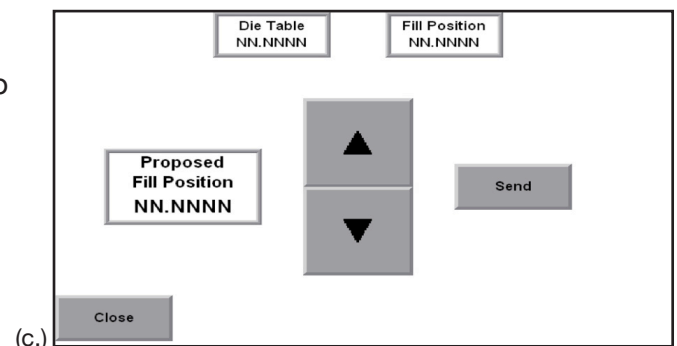 Die Table
NN.NNNN
Fill Position
NN.NNNN
Proposed
Fill Position
NN.NNNN
Send
Close
(c.)